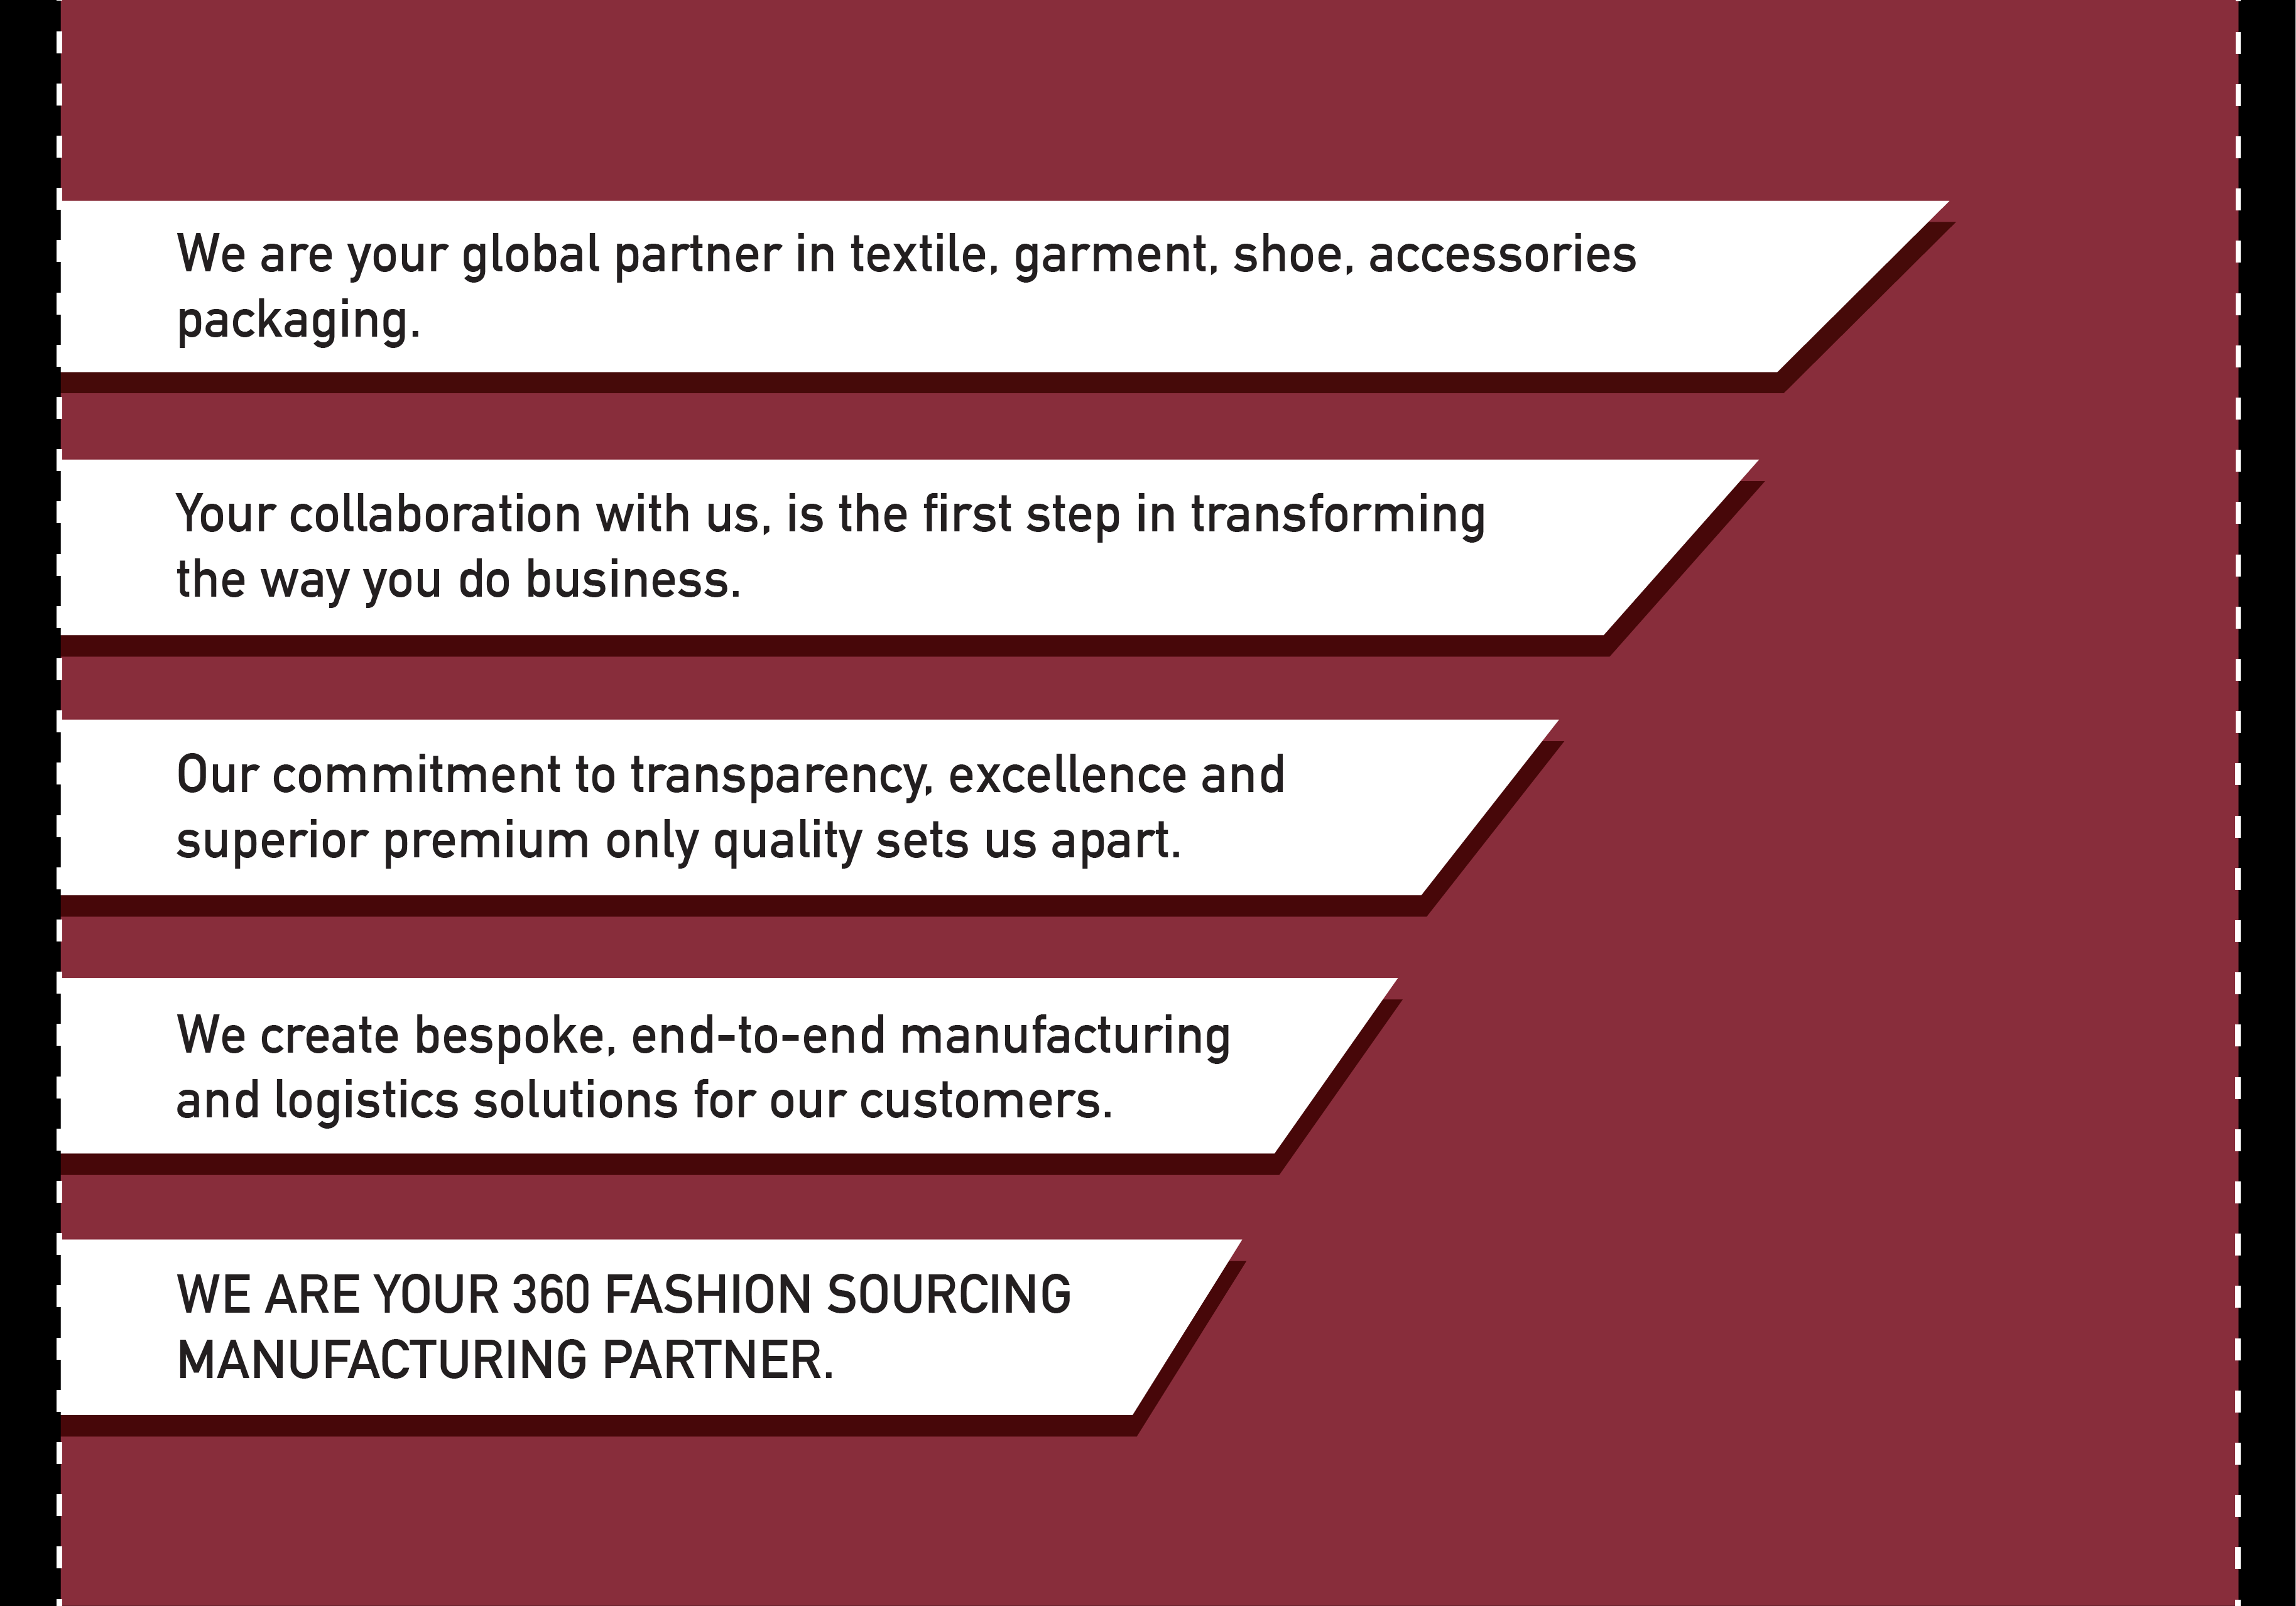 We are your global partner in textile, garment, shoe, accessories
packaging.
Your collaboration with us, is the first step in transforming
the way you do business.
Our commitment to transparency, excellence and
superior premium only quality sets us apart.
We create bespoke, end-to-end manufacturing
and logistics solutions for our customers.
WE ARE YOUR 360 FASHION SOURCING
MANUFACTURING PARTNER.